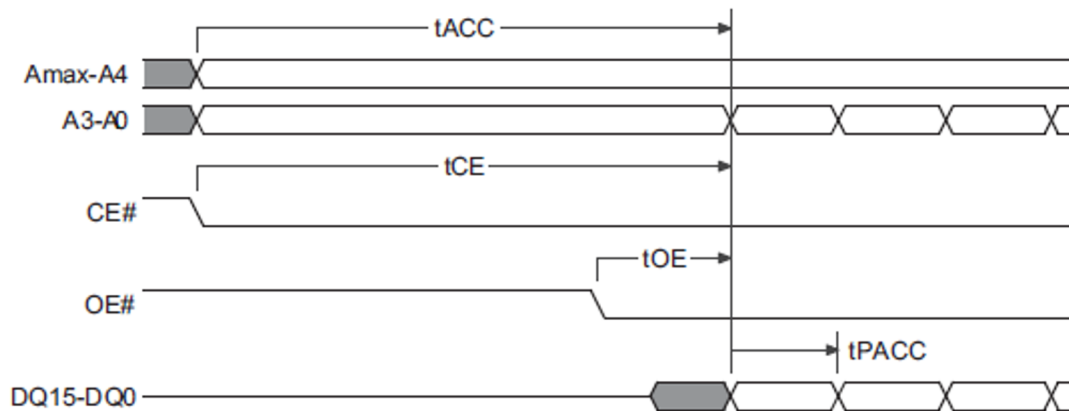 tACC
Amax-A4
A3-A0
tCE
CE#
tOE
OE#
tPACC
DQ15-DQ0